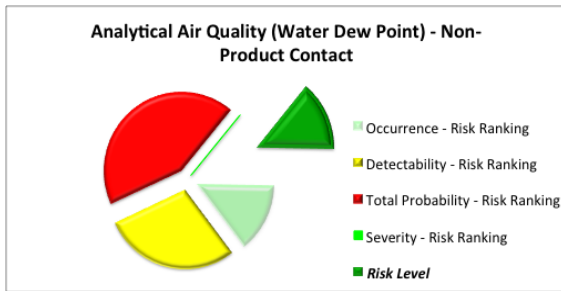 Analytical Air Quality (Water Dew Point) - Non-
Product Contact
Occurrence - Risk Ranking
Detectability - Risk Ranking
Total Probability - Risk Ranking
Severity - Risk Ranking
Risk Level